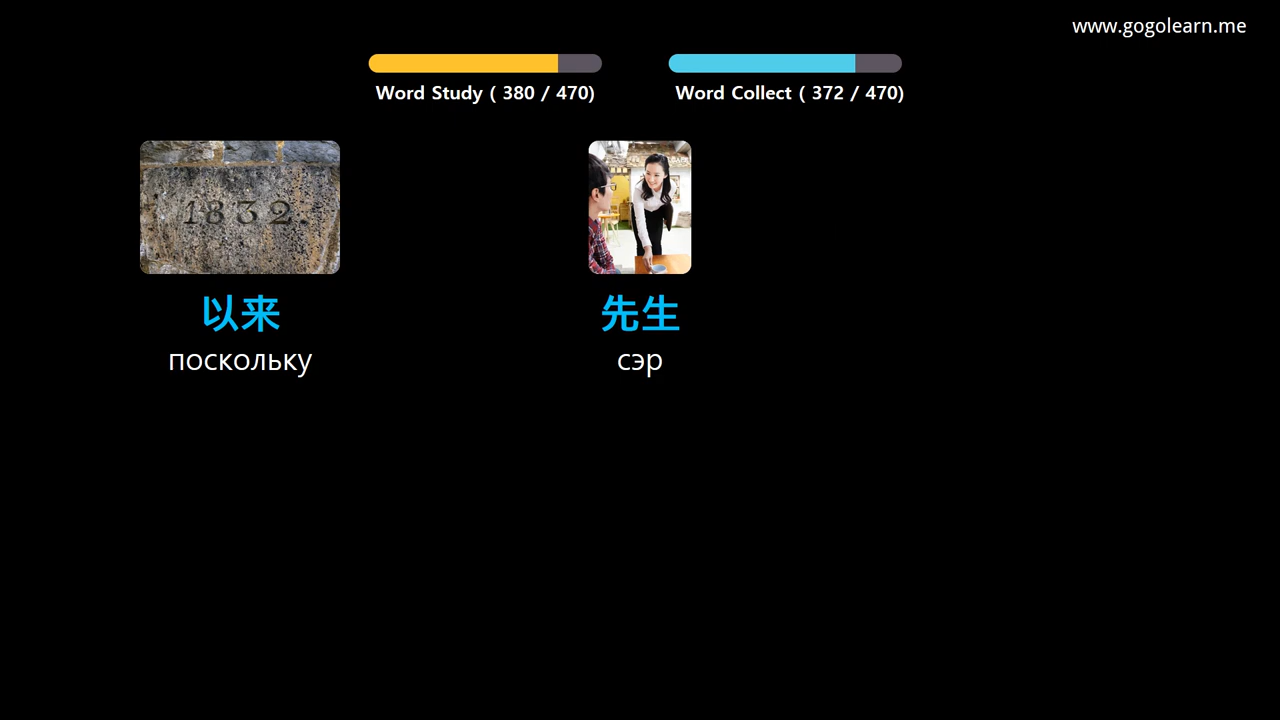 www.gogolearn.me
Word Study ( 380 / 470)
Word Collect ( 372 / 470)
1832.
以来
поскольку
先生
сэр